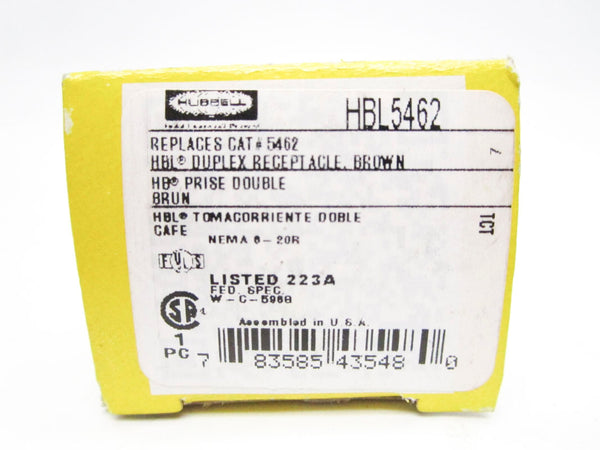 HUBBELL
HBL5462
REPLACES CAT# 5462
HBL® DUPLEX RECEPTACLE, BROWN
HB® PRISE DOUBLE
BRUN
HBL® TOMACORRIENTE DOBLE
CAFE
NEMA 6-20R
TCT
LISTED 223A
FED. SPEC.
W-C-596G
Assembled in U.S.A.
1
PC
7 83585 43548 0